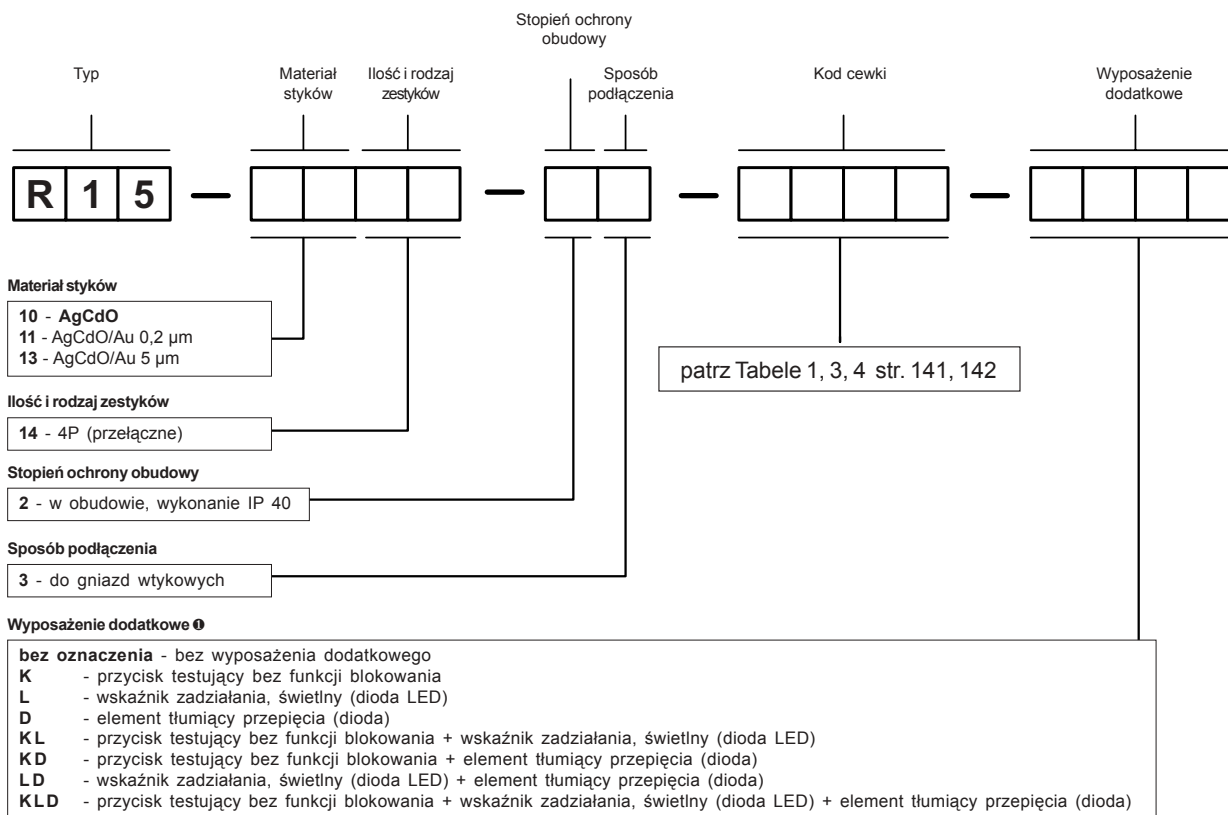 Stopień ochrony
obudowy
Typ
Materiał
styków
Ilość i rodzaj
zestyków
Sposób
podłączenia
Kod cewki
Wyposażenie
dodatkowe
R 1 5 – – – –
Materiał styków
10 - AgCdO
11 - AgCdO/Au 0,2 µm
13 - AgCdO/Au 5 µm
patrz Tabele 1, 3, 4 str. 141, 142
Ilość i rodzaj zestyków
14 - 4P (przełączne)
Stopień ochrony obudowy
2 - w obudowie, wykonanie IP 40
Sposób podłączenia
3 - do gniazd wtykowych
Wyposażenie dodatkowe ❶
bez oznaczenia - bez wyposażenia dodatkowego
K - przycisk testujący bez funkcji blokowania
L - wskaźnik zadziałania, świetlny (dioda LED)
D - element tłumiący przepięcia (dioda)
KL - przycisk testujący bez funkcji blokowania + wskaźnik zadziałania, świetlny (dioda LED)
KD - przycisk testujący bez funkcji blokowania + element tłumiący przepięcia (dioda)
LD - wskaźnik zadziałania, świetlny (dioda LED) + element tłumiący przepięcia (dioda)
KLD - przycisk testujący bez funkcji blokowania + wskaźnik zadziałania, świetlny (dioda LED) + element tłumiący przepięcia (dioda)